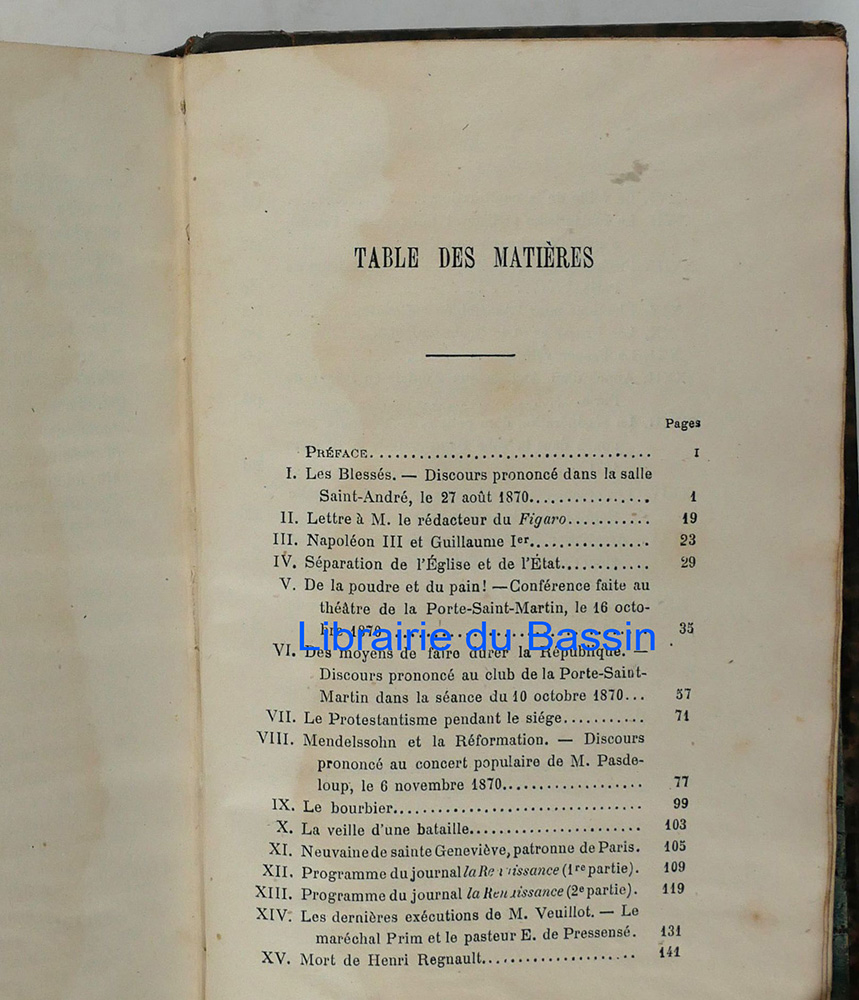 TABLE DES MATIÈRES
Pages
PRÉFACE.................................... I
I. Les Blessés. — Discours prononcé dans la salle
Saint-André, le 27 août 1870............... 1
II. Lettre à M. le rédacteur du Figaro........... 19
III. Napoléon III et Guillaume Ier................ 23
IV. Séparation de l'Église et de l'État............ 29
V. De la poudre et du pain! — Conférence faite au
théâtre de la Porte-Saint-Martin, le 16 octo-
bre 1870................................ 35
Librairie du Bassin
VI. Des moyens de faire durer la République. —
Discours prononcé au club de la Porte-Saint-
Martin dans la séance du 10 octobre 1870... 57
VII. Le Protestantisme pendant le siége........... 71
VIII. Mendelssohn et la Réformation. — Discours
prononcé au concert populaire de M. Pasde-
loup, le 6 novembre 1870.................. 77
IX. Le bourbier................................ 99
X. La veille d'une bataille...................... 103
XI. Neuvaine de sainte Geneviève, patronne de Paris. 105
XII. Programme du journal la Renaissance (1re partie). 109
XIII. Programme du journal la Renaissance (2e partie). 119
XIV. Les dernières exécutions de M. Veuillot. — Le
maréchal Prim et le pasteur E. de Pressensé. 131
XV. Mort de Henri Regnault.................... 141